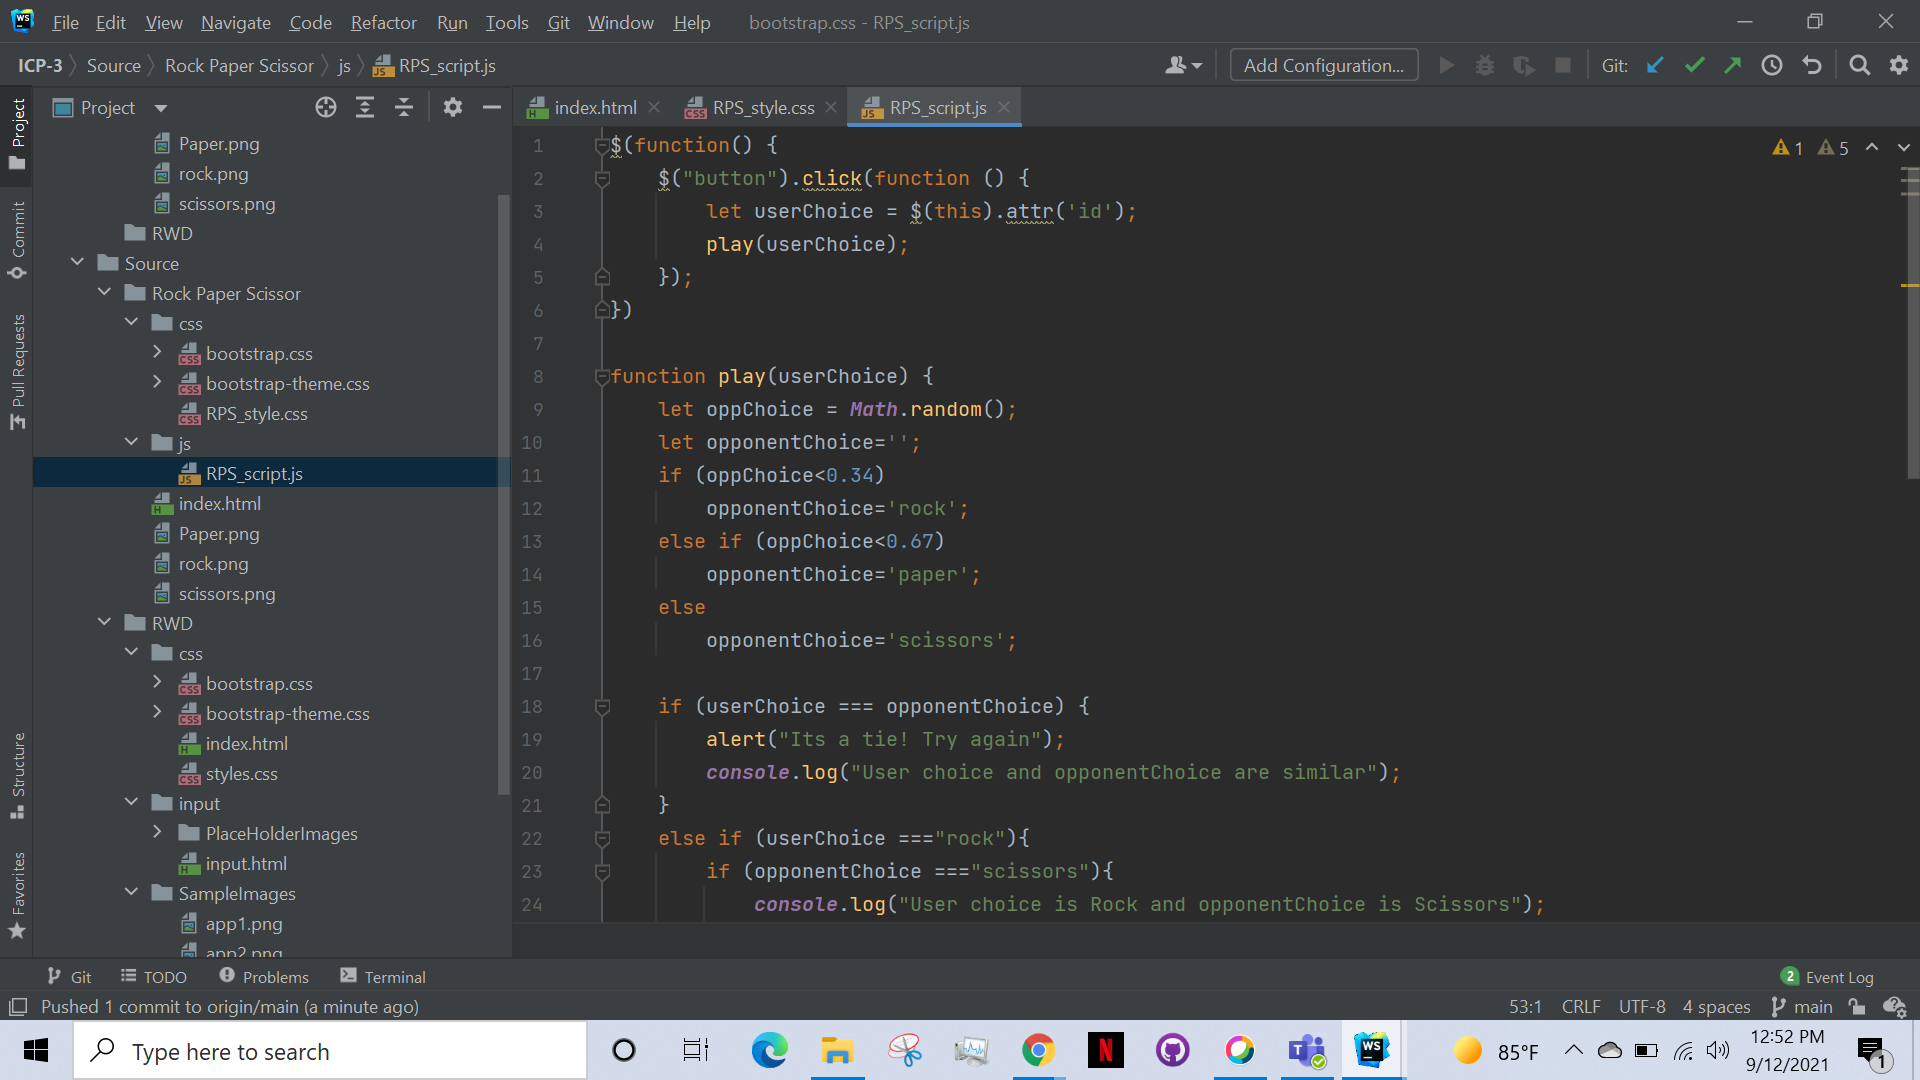 WS File Edit View Navigate Code Refactor Run Tools Git Window Help bootstrap.css - RPS_script.js
ICP-3 Source Rock Paper Scissor js RPS_script.js Add Configuration... Git:
Project
index.html RPS_style.css RPS_script.js
Project
Commit
Pull Requests
Structure
Favorites
Paper.png
rock.png
scissors.png
RWD
Source
Rock Paper Scissor
css
bootstrap.css
bootstrap-theme.css
RPS_style.css
js
RPS_script.js
index.html
Paper.png
rock.png
scissors.png
RWD
css
bootstrap.css
bootstrap-theme.css
index.html
styles.css
input
PlaceHolderImages
input.html
SampleImages
app1.png
app2.png
1 5
1 $(function() {
2 $("button").click(function () {
3 let userChoice = $(this).attr('id');
4 play(userChoice);
5 });
6 })
7
8 function play(userChoice) {
9 let oppChoice = Math.random();
10 let opponentChoice='';
11 if (oppChoice<0.34)
12 opponentChoice='rock';
13 else if (oppChoice<0.67)
14 opponentChoice='paper';
15 else
16 opponentChoice='scissors';
17
18 if (userChoice === opponentChoice) {
19 alert("Its a tie! Try again");
20 console.log("User choice and opponentChoice are similar");
21 }
22 else if (userChoice ==="rock"){
23 if (opponentChoice ==="scissors"){
24 console.log("User choice is Rock and opponentChoice is Scissors");
Git TODO Problems Terminal 2 Event Log
Pushed 1 commit to origin/main (a minute ago) 53:1 CRLF UTF-8 4 spaces main
Type here to search 85°F 12:52 PM
9/12/2021 1